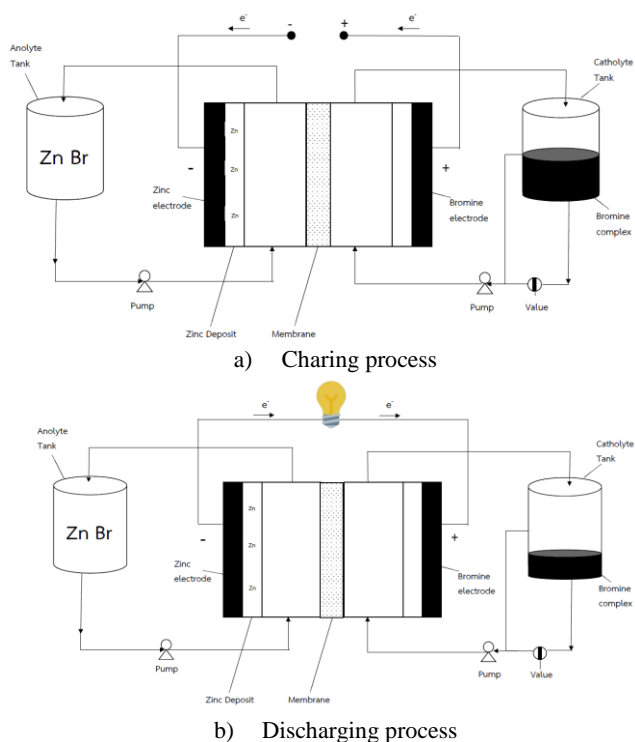 e⁻
-
+
e⁻
Anolyte
Tank
Catholyte
Tank
Zn Br
Zn
Zn
Zn
-
+
Zinc
electrode
Bromine
electrode
Bromine
complex
Pump
Pump
Value
Zinc Deposit
Membrane
a) Charing process
e⁻
e⁻
Anolyte
Tank
Catholyte
Tank
Zn Br
Zn
Zn
Zn
-
+
Zinc
electrode
Bromine
electrode
Bromine
complex
Pump
Pump
Value
Zinc Deposit
Membrane
b) Discharging process